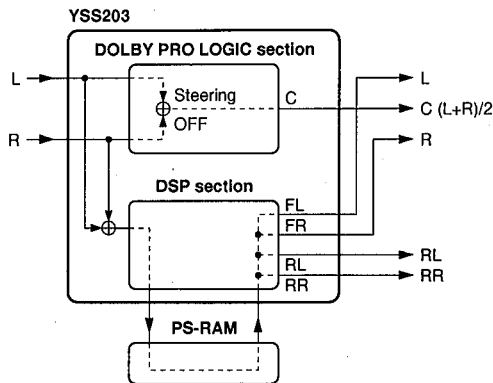 YSS203
DOLBY PRO LOGIC section
L
Steering
C
L
C (L+R)/2
OFF
R
R
DSP section
FL
FR
RL
RL
RR
RR
PS-RAM